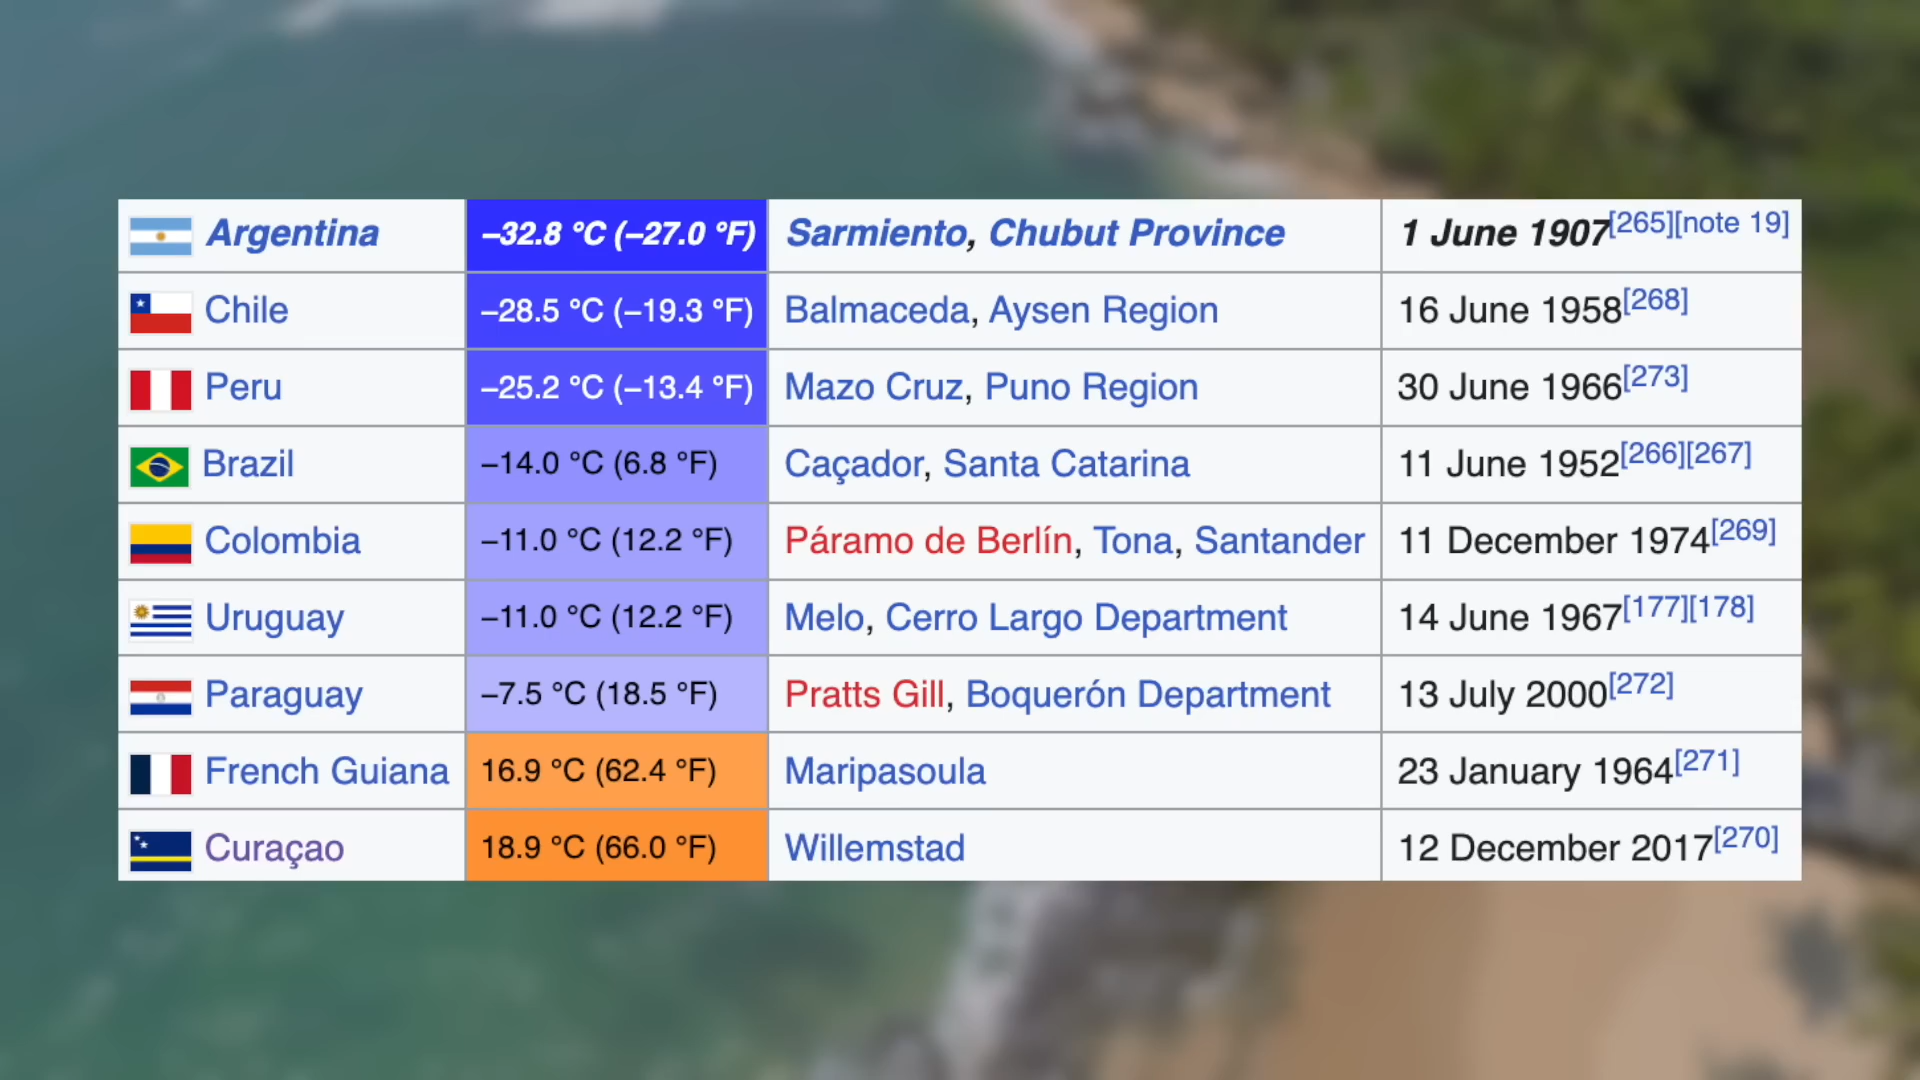 Argentina –32.8 °C (–27.0 °F) Sarmiento, Chubut Province 1 June 1907[265][note 19]
Chile –28.5 °C (–19.3 °F) Balmaceda, Aysen Region 16 June 1958[268]
Peru –25.2 °C (–13.4 °F) Mazo Cruz, Puno Region 30 June 1966[273]
Brazil –14.0 °C (6.8 °F) Caçador, Santa Catarina 11 June 1952[266][267]
Colombia –11.0 °C (12.2 °F) Páramo de Berlín, Tona, Santander 11 December 1974[269]
Uruguay –11.0 °C (12.2 °F) Melo, Cerro Largo Department 14 June 1967[177][178]
Paraguay –7.5 °C (18.5 °F) Pratts Gill, Boquerón Department 13 July 2000[272]
French Guiana 16.9 °C (62.4 °F) Maripasoula 23 January 1964[271]
Curaçao 18.9 °C (66.0 °F) Willemstad 12 December 2017[270]